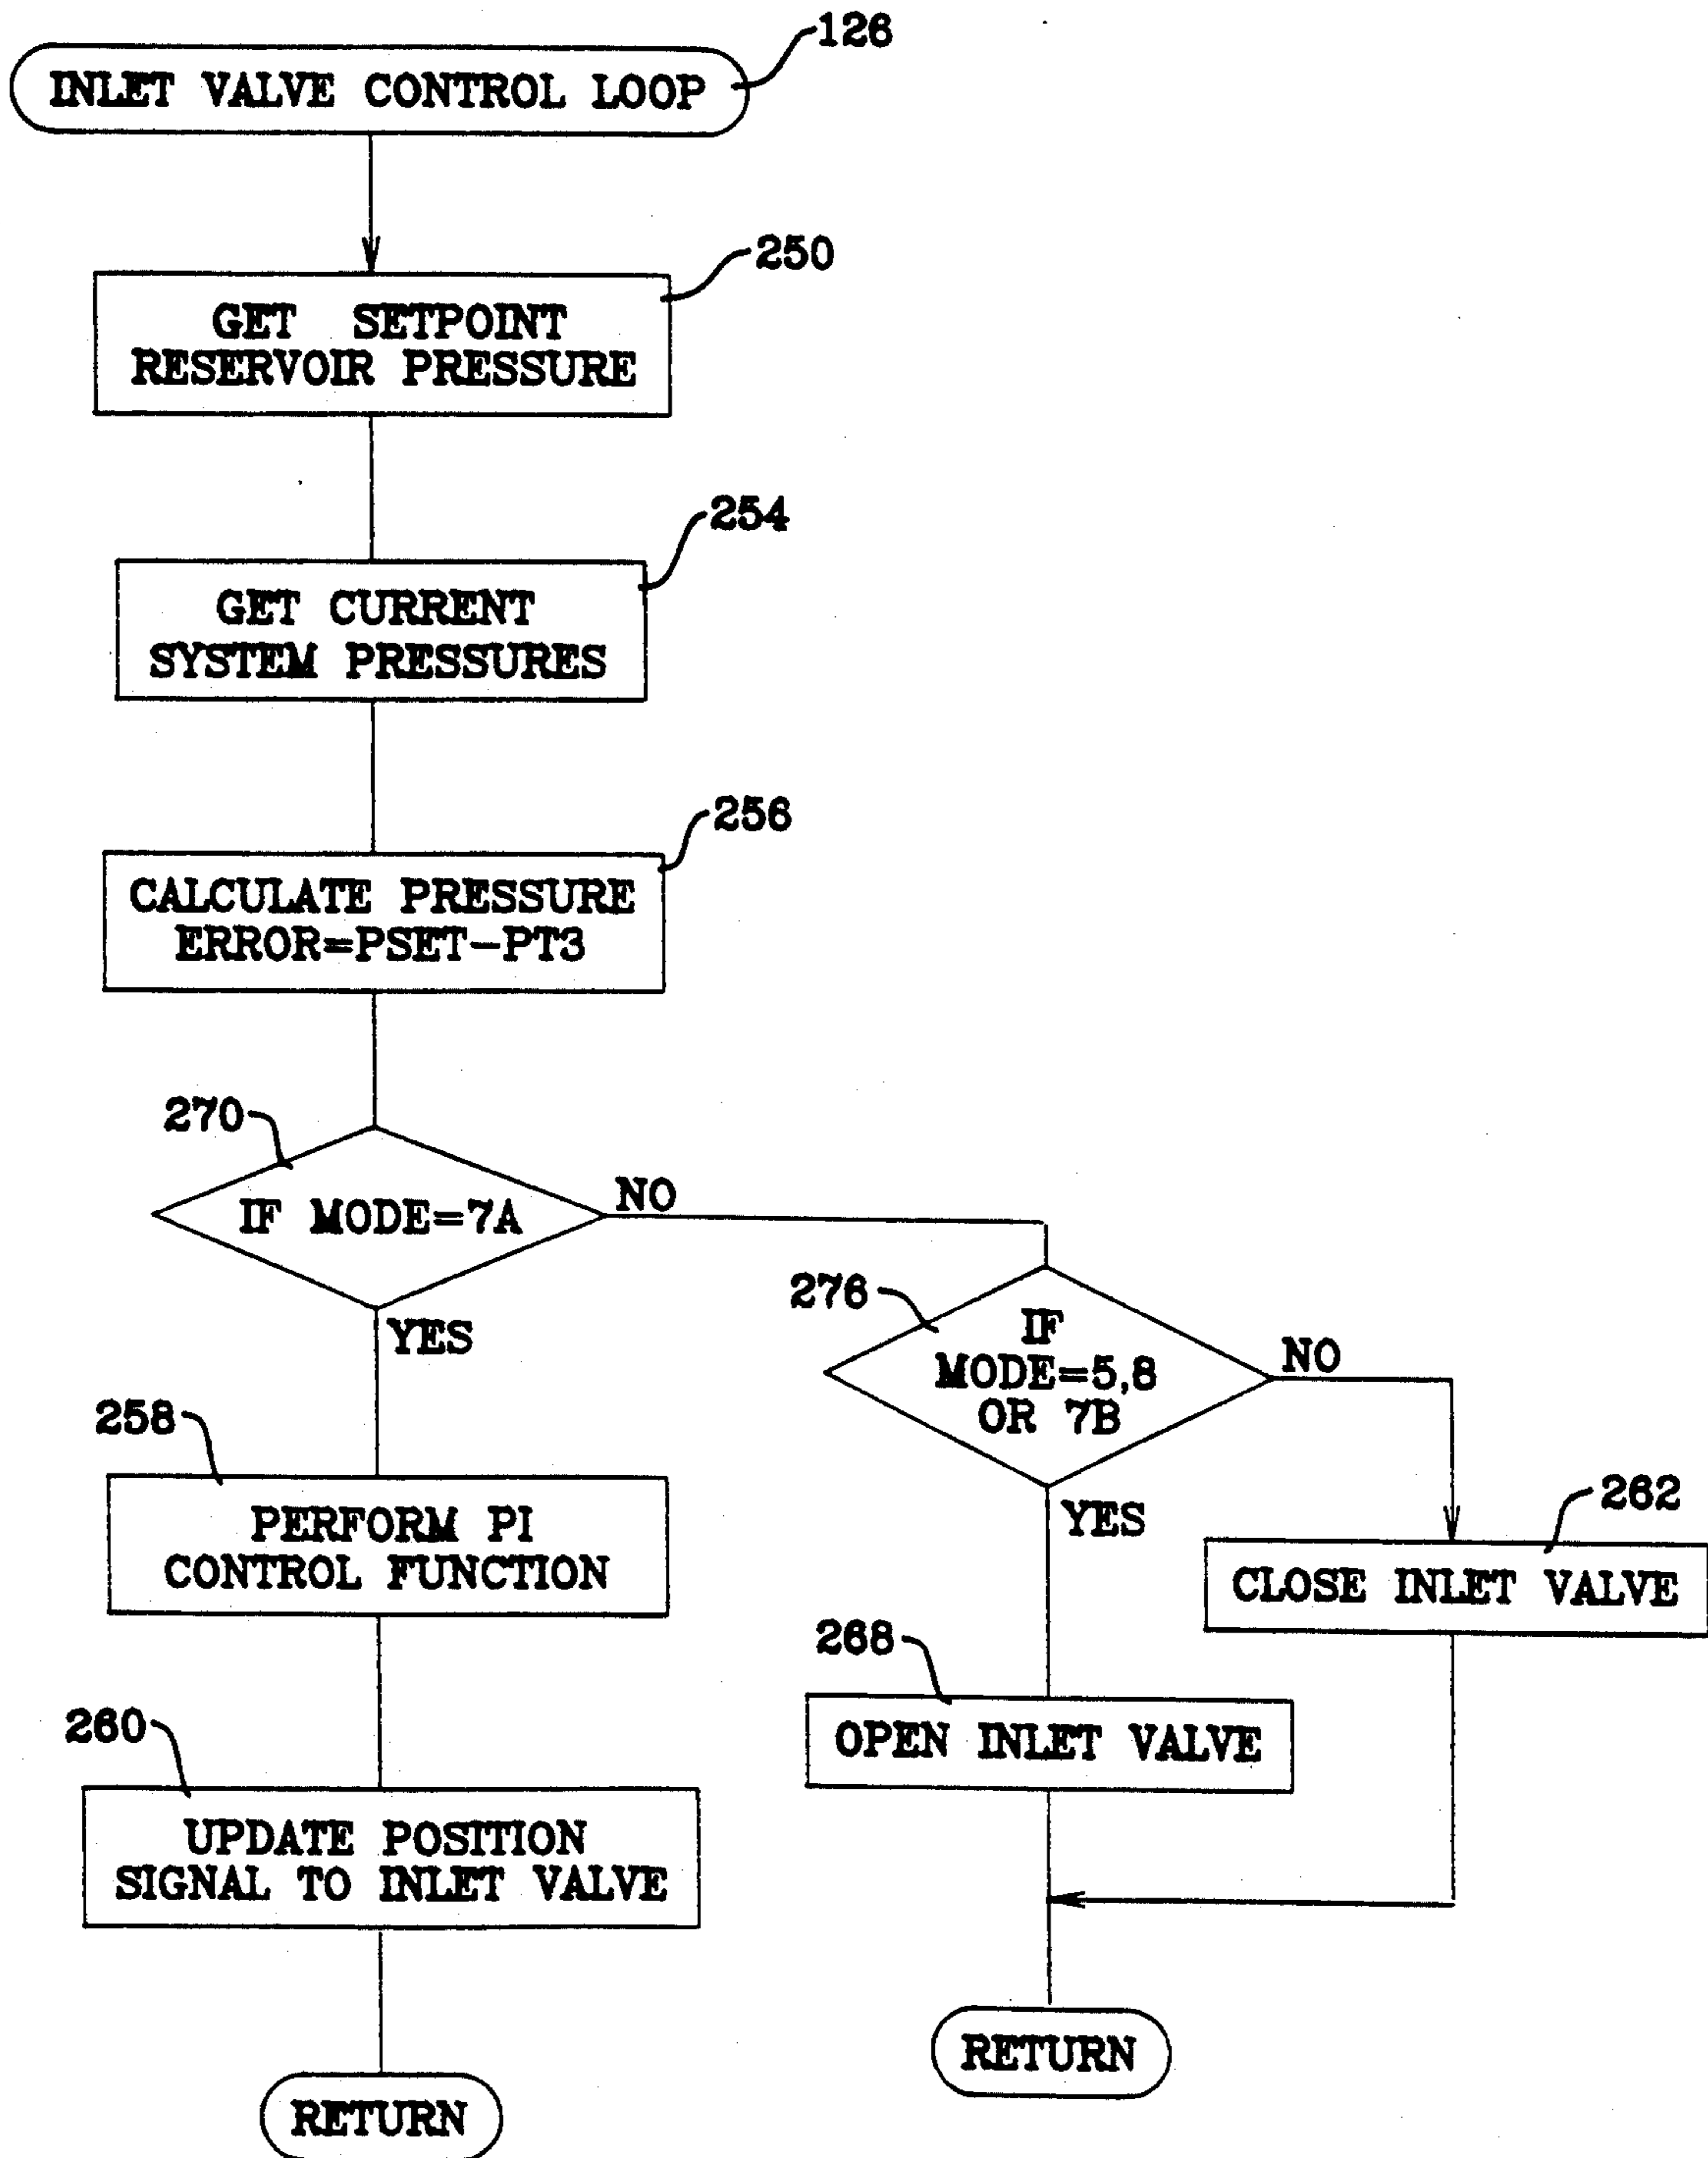 126
INLET VALVE CONTROL LOOP
250
GET SETPOINT
RESERVOIR PRESSURE
254
GET CURRENT
SYSTEM PRESSURES
256
CALCULATE PRESSURE
ERROR=PSET-PT3
270
IF MODE=7A
NO
YES
276
IF
MODE=5,8
OR 7B
NO
YES
258
PERFORM PI
CONTROL FUNCTION
262
CLOSE INLET VALVE
268
OPEN INLET VALVE
260
UPDATE POSITION
SIGNAL TO INLET VALVE
RETURN
RETURN